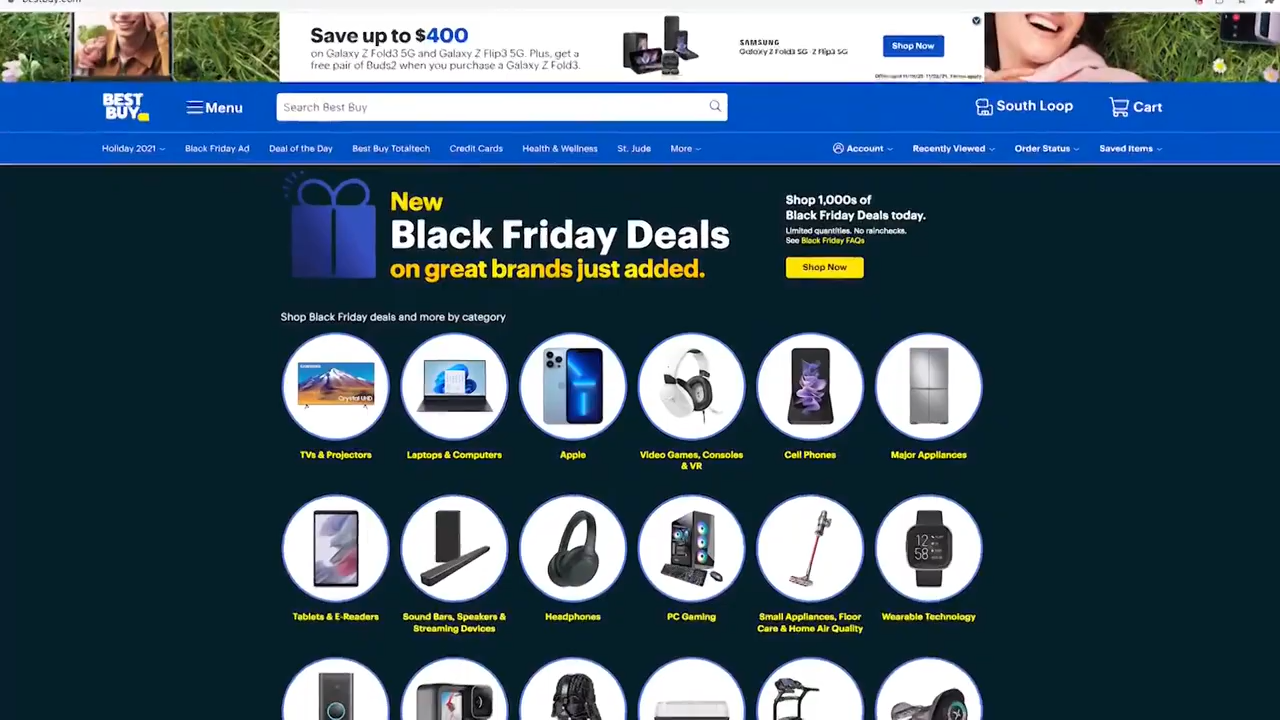 bestbuy.com
Save up to $400
on Galaxy Z Fold3 5G and Galaxy Z Flip3 5G. Plus, get a
free pair of Buds2 when you purchase a Galaxy Z Fold3.
SAMSUNG
Galaxy Z Fold3 5G · Z Flip3 5G
Shop Now
BEST
BUY
Menu
Search Best Buy
South Loop
Cart
Holiday 2021
Black Friday Ad
Deal of the Day
Best Buy Totaltech
Credit Cards
Health & Wellness
St. Jude
More
Account
Recently Viewed
Order Status
Saved Items
New
Black Friday Deals
on great brands just added.
Shop 1,000s of
Black Friday Deals today.
Limited quantities. No rainchecks.
See Black Friday FAQs
Shop Now
Shop Black Friday deals and more by category
SAMSUNG
Crystal UHD
TVs & Projectors
Laptops & Computers
Apple
Video Games, Consoles
& VR
Cell Phones
Major Appliances
12
58
Tablets & E-Readers
Sound Bars, Speakers &
Streaming Devices
Headphones
PC Gaming
Small Appliances, Floor
Care & Home Air Quality
Wearable Technology